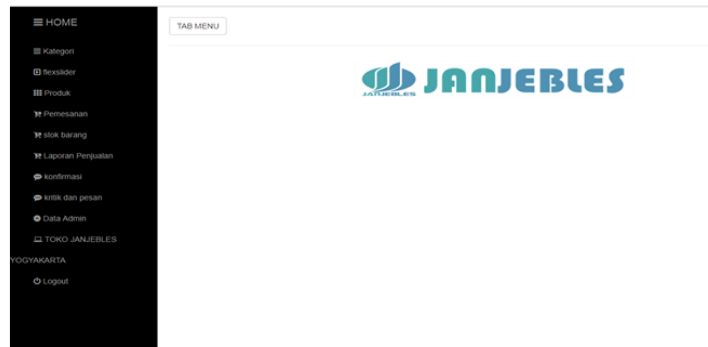 HOME
TAB MENU
JANJEBLES
JANJEBLES
Kategori
flexslider
Produk
Pemesanan
stok barang
Laporan Penjualan
konfirmasi
kritik dan pesan
Data Admin
TOKO JANJEBLES
YOGYAKARTA
Logout